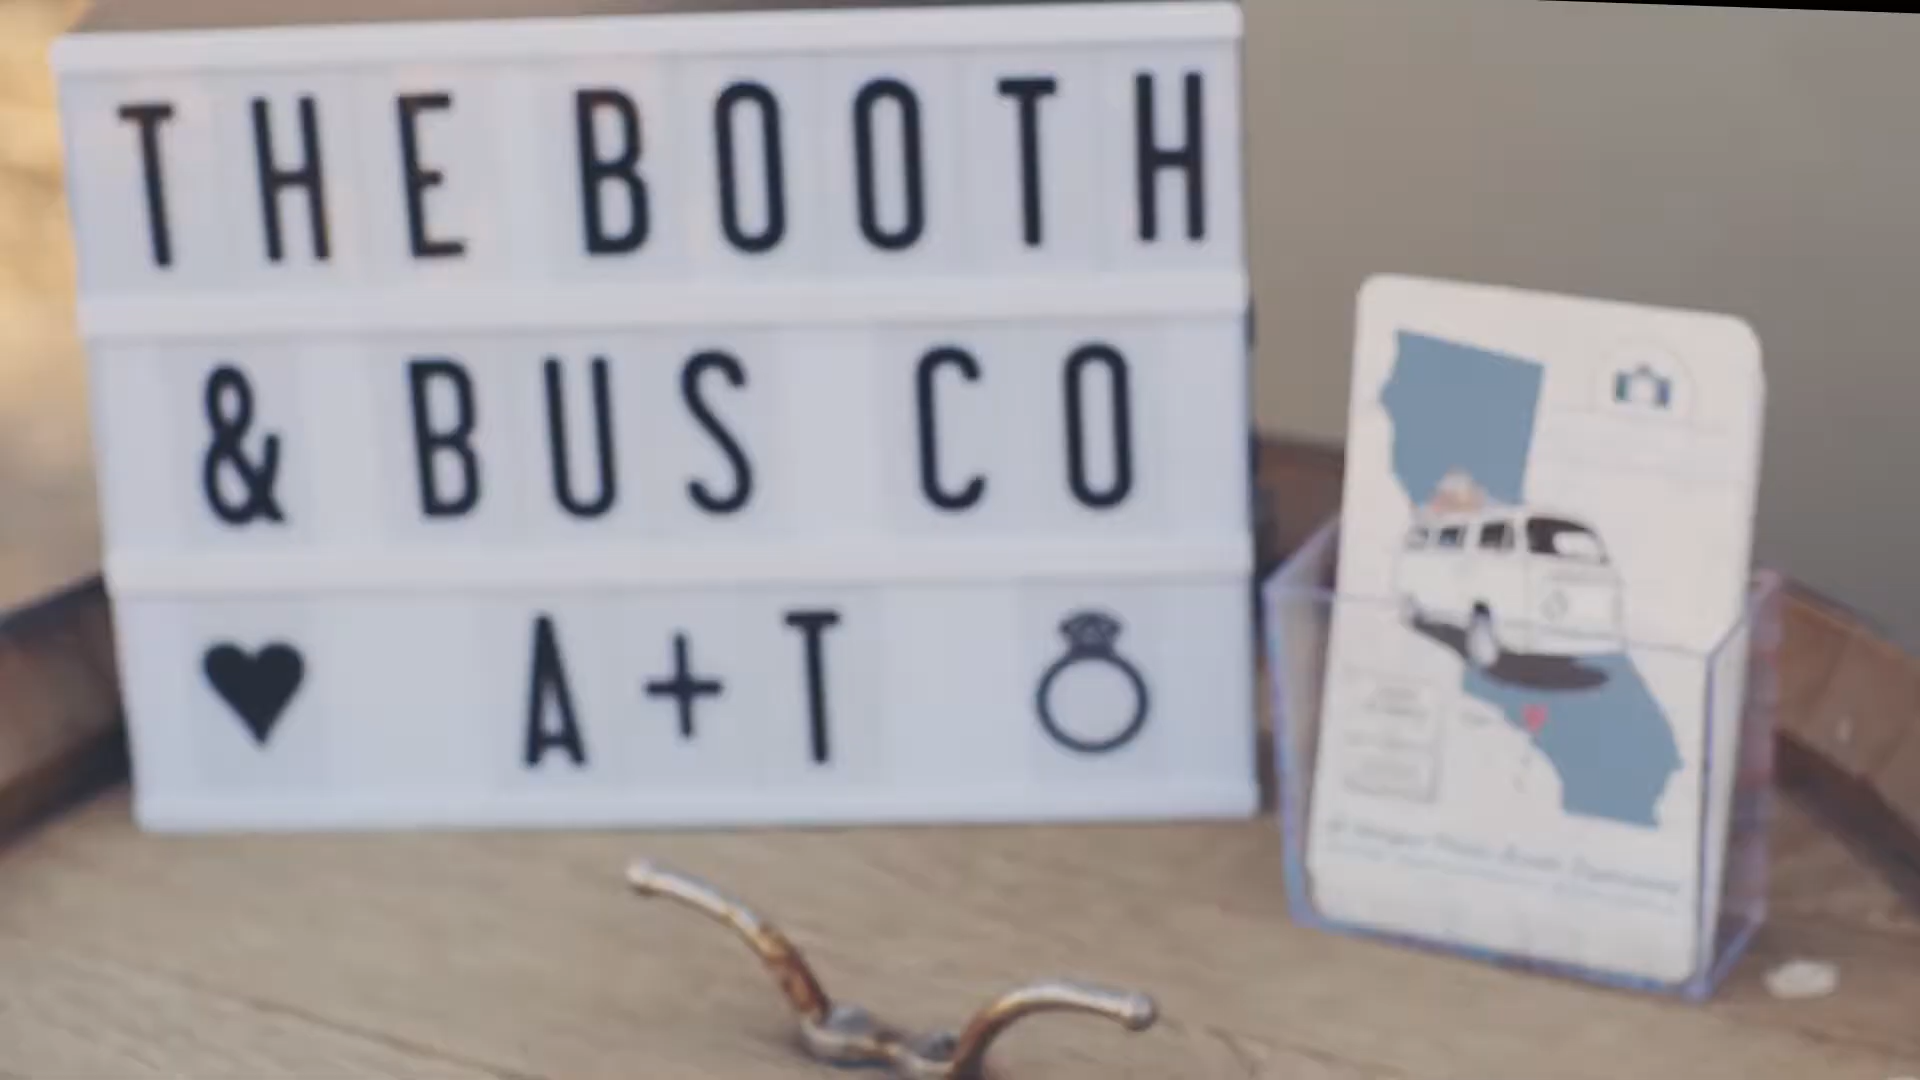 THE BOOTH
& BUS CO
♥ A+T